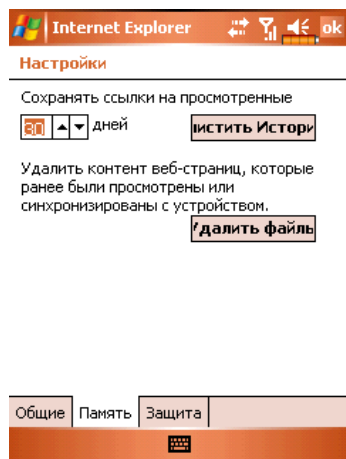 Internet Explorer ok
Настройки
Сохранять ссылки на просмотренные
30 дней истить Истори
Удалить контент веб-страниц, которые
ранее были просмотрены или
синхронизированы с устройством.
далить файлы
Общие Память Защита